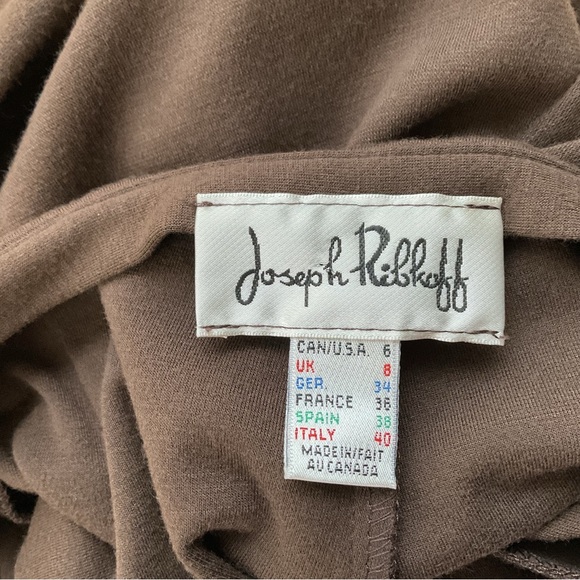 Joseph Ribkoff
CAN/U.S.A. 6
UK 8
GER. 34
FRANCE 36
SPAIN 38
ITALY 40
MADE IN/FAIT
AU CANADA